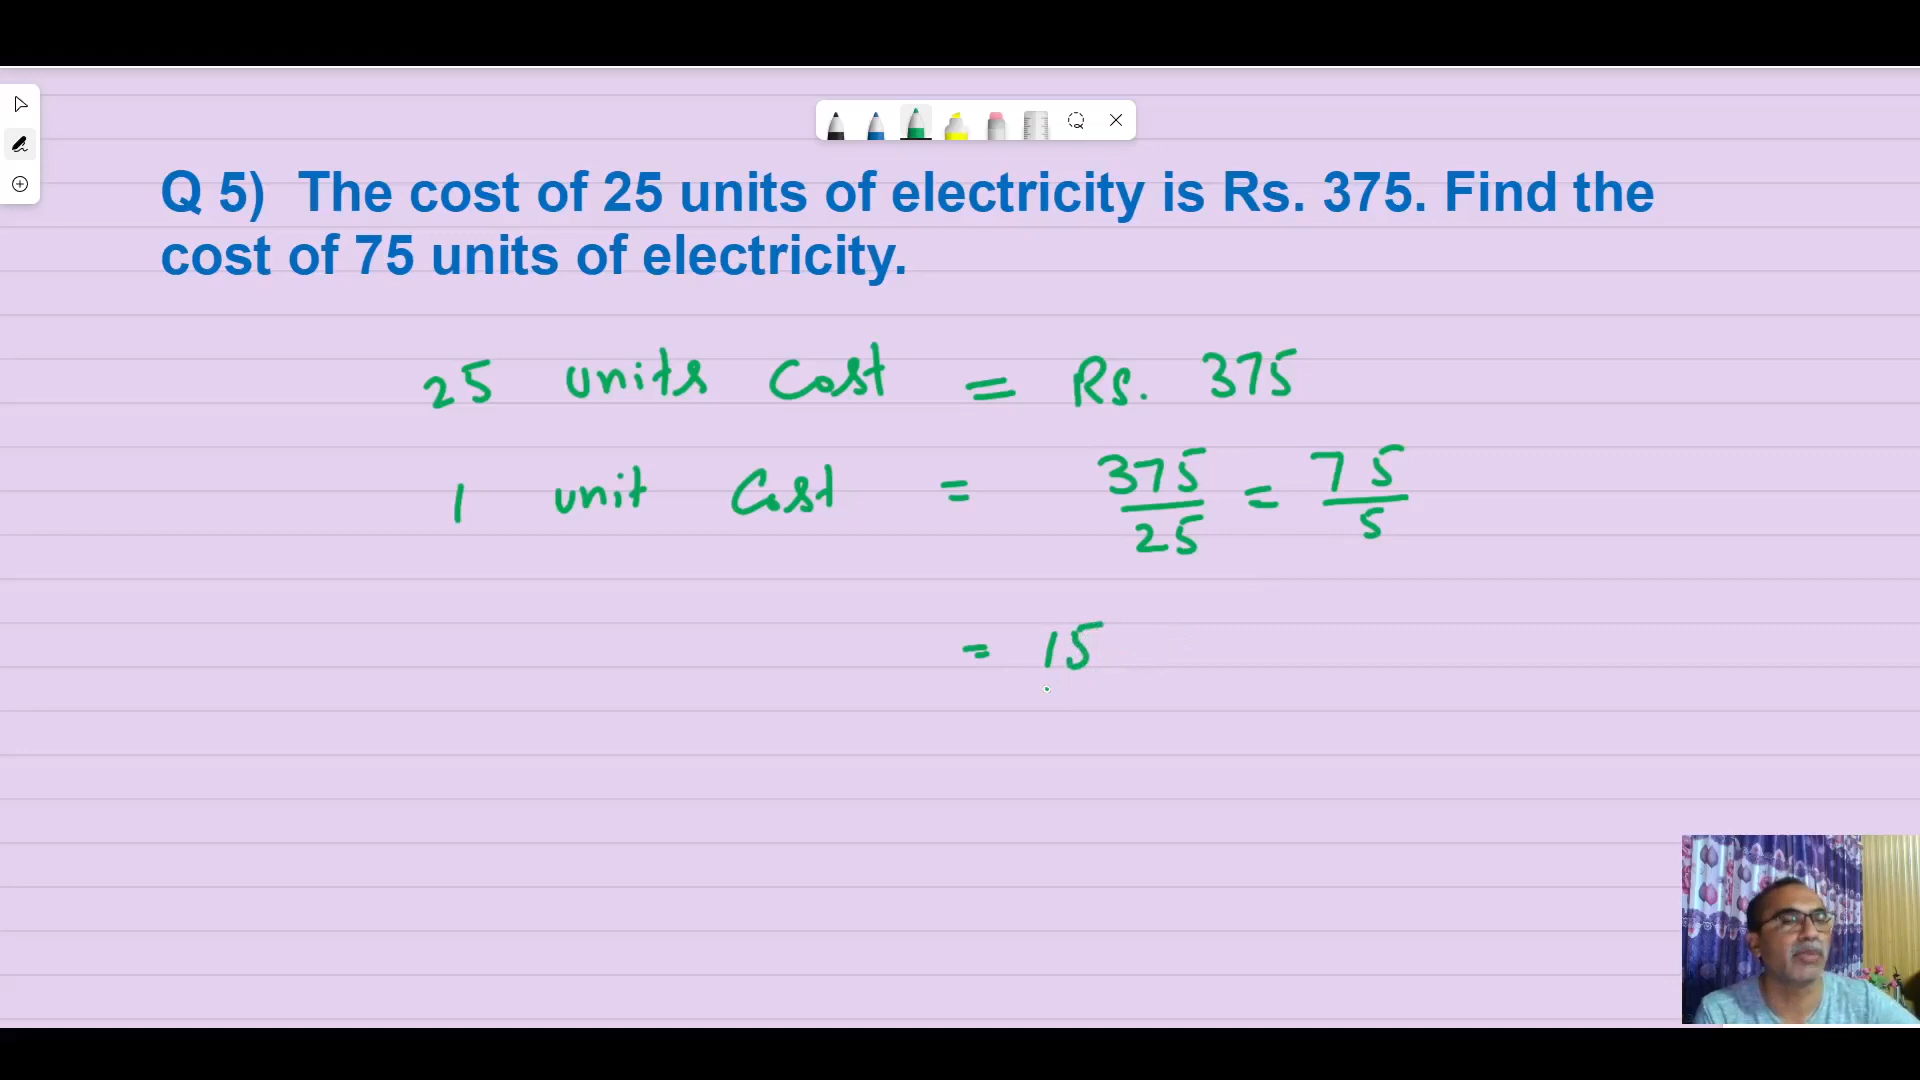 Q 5) The cost of 25 units of electricity is Rs. 375. Find the
cost of 75 units of electricity.
25 units Cost = Rs. 375
1 unit Cost = 375/25 = 75/5
= 15